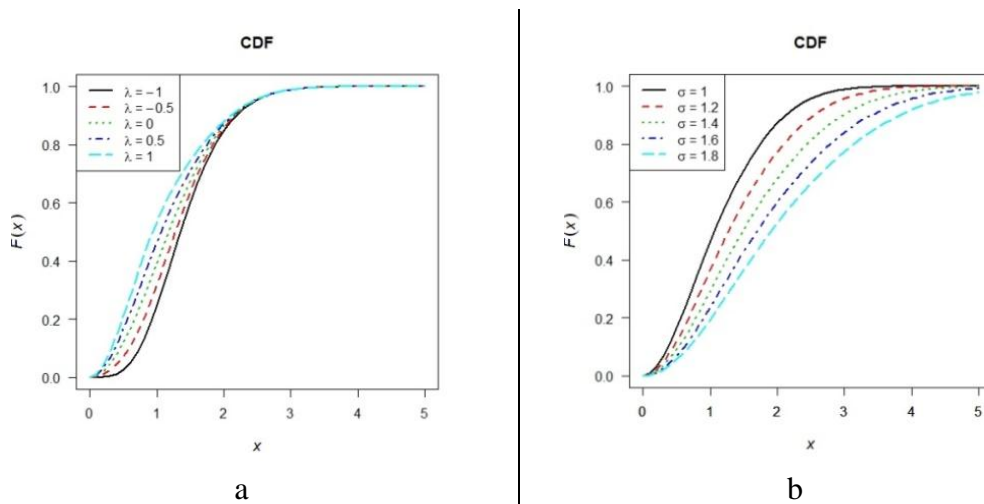 CDF
λ = −1
λ = −0.5
λ = 0
λ = 0.5
λ = 1
1.0
0.8
0.6
0.4
0.2
0.0
F(x)
0 1 2 3 4 5
x
a
CDF
σ = 1
σ = 1.2
σ = 1.4
σ = 1.6
σ = 1.8
1.0
0.8
0.6
0.4
0.2
0.0
F(x)
0 1 2 3 4 5
x
b